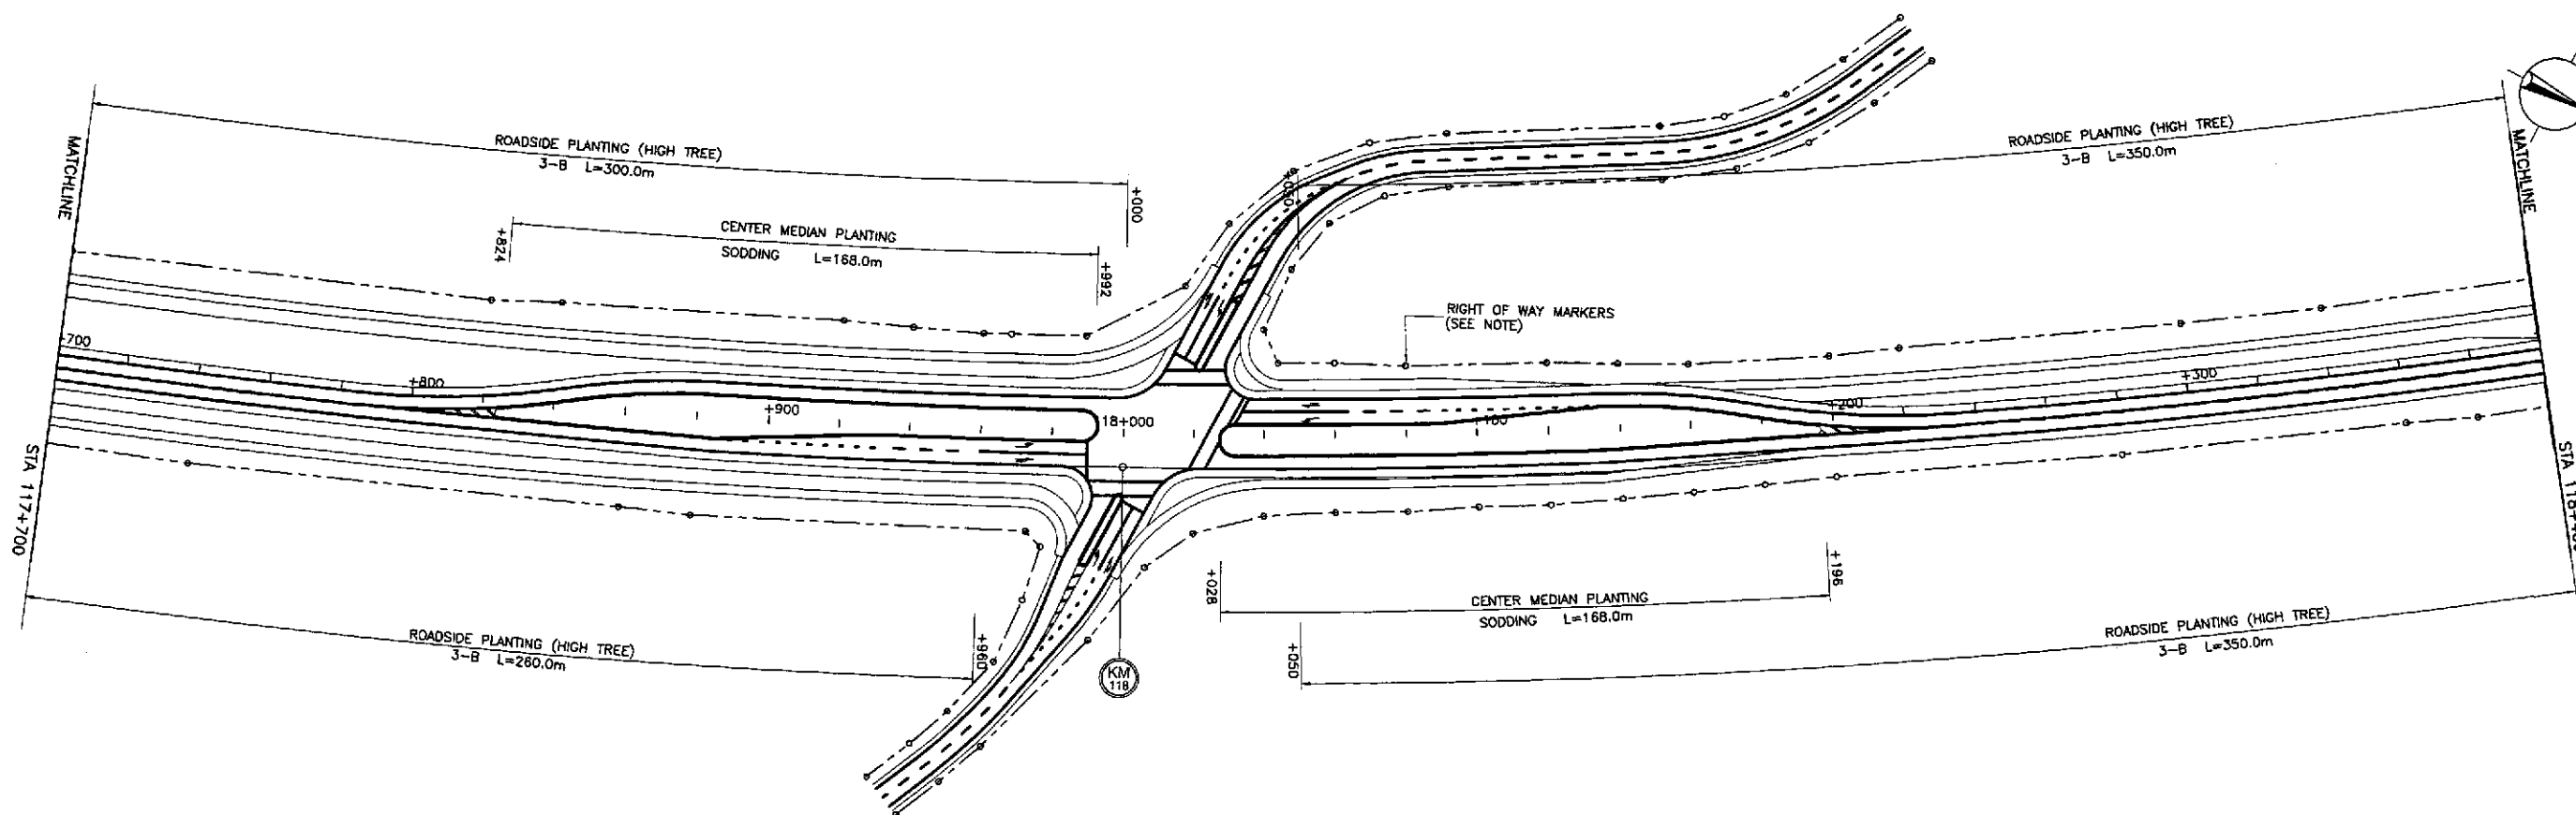 ROADSIDE PLANTING (HIGH TREE)
3-B L=300.0m
ROADSIDE PLANTING (HIGH TREE)
3-B L=350.0m
MATCHLINE
MATCHLINE
+000
+050
CENTER MEDIAN PLANTING
SODDING L=168.0m
+824
+992
RIGHT OF WAY MARKERS
(SEE NOTE)
+700
+800
+900
18+000
+100
+200
+300
STA 117+700
STA 118+400
+028
+196
CENTER MEDIAN PLANTING
SODDING L=168.0m
ROADSIDE PLANTING (HIGH TREE)
3-B L=260.0m
+960
+050
KM
118
ROADSIDE PLANTING (HIGH TREE)
3-B L=350.0m